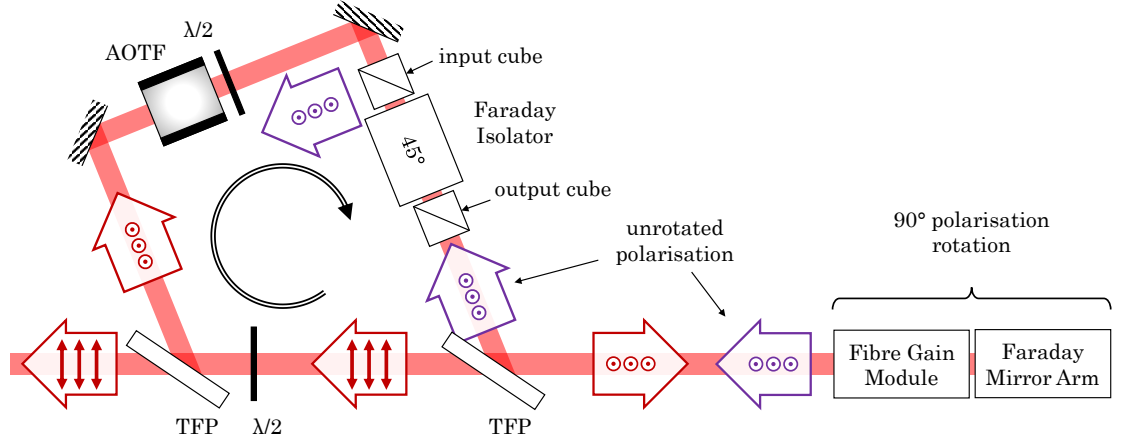 λ/2
AOTF
input cube
Faraday
Isolator
45°
output cube
unrotated
polarisation
90° polarisation
rotation
Fibre Gain
Module
Faraday
Mirror Arm
TFP
λ/2
TFP